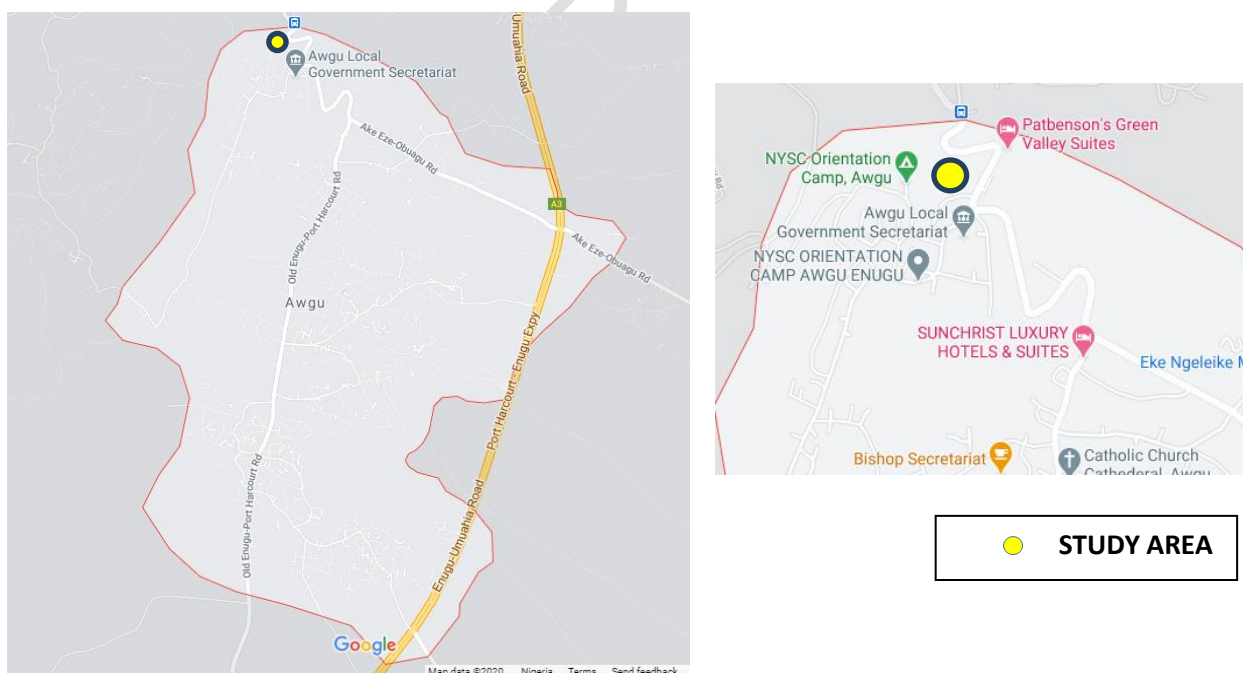 Umuahia Road
Awgu Local
Government Secretariat
Ake Eze-Obuagu Rd
Old Enugu-Port Harcourt Rd
A3
Ake Eze-Obuagu Rd
Awgu
Port Harcourt - Enugu Expy
Old Enugu-Port Harcourt Rd
Enugu-Umuahia Road
Google
Map data ©2020 Nigeria Terms Send feedback
Patbenson's Green
Valley Suites
NYSC Orientation
Camp, Awgu
Rd
Awgu Local
Government Secretariat
NYSC ORIENTATION
CAMP AWGU ENUGU
SUNCHRIST LUXURY
HOTELS & SUITES
Eke Ngeleike M
Bishop Secretariat
Catholic Church
Cathederal, Awgu
STUDY AREA